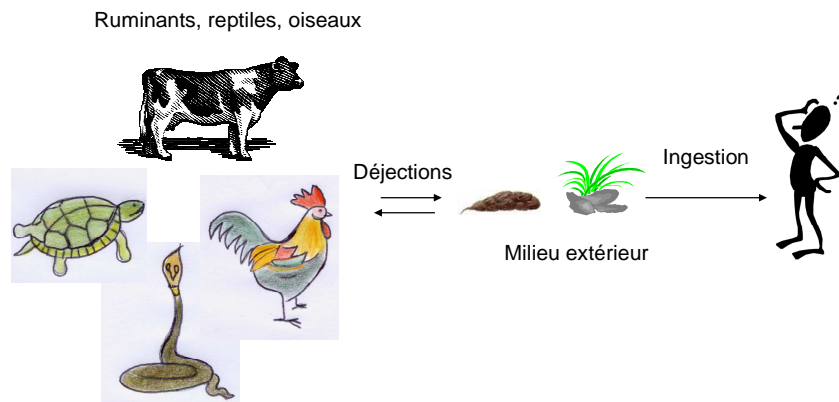 Ruminants, reptiles, oiseaux
Déjections
Ingestion
Milieu extérieur